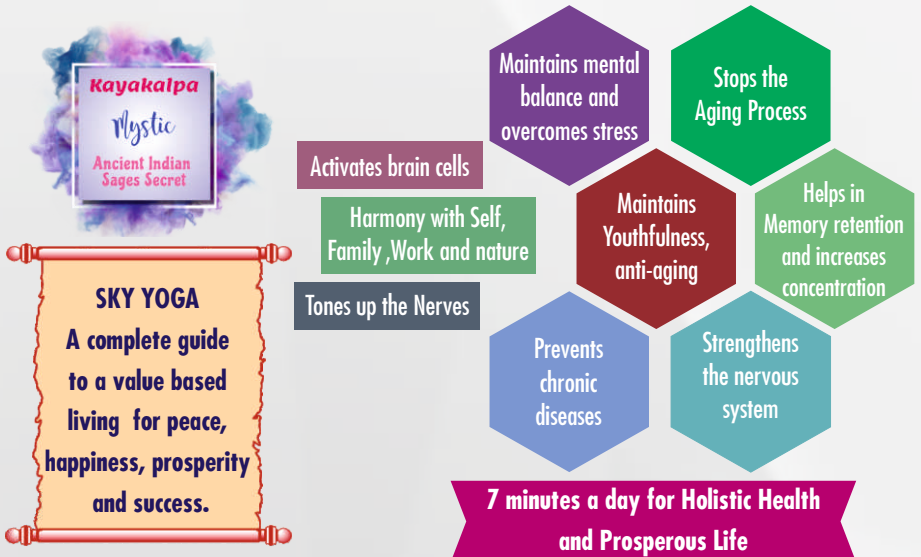 Kayakalpa
Mystic
Ancient Indian
Sages Secret
SKY YOGA
A complete guide
to a value based
living for peace,
happiness, prosperity
and success.
Activates brain cells
Harmony with Self,
Family ,Work and nature
Tones up the Nerves
Maintains mental
balance and
overcomes stress
Stops the
Aging Process
Maintains
Youthfulness,
anti-aging
Helps in
Memory retention
and increases
concentration
Prevents
chronic
diseases
Strengthens
the nervous
system
7 minutes a day for Holistic Health
and Prosperous Life